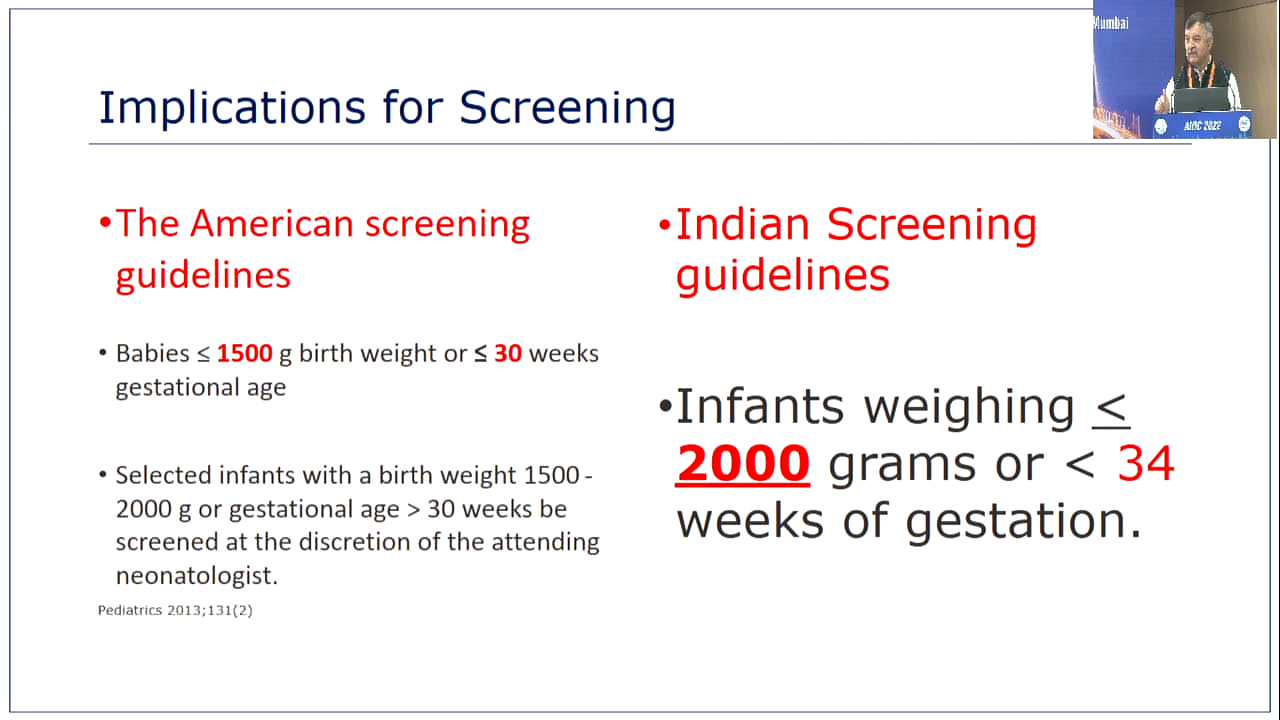 Mumbai
AIOC 2022
Implications for Screening
•The American screening
guidelines
• Babies ≤ 1500 g birth weight or ≤ 30 weeks
gestational age
• Selected infants with a birth weight 1500 -
2000 g or gestational age > 30 weeks be
screened at the discretion of the attending
neonatologist.
Pediatrics 2013;131(2)
•Indian Screening
guidelines
•Infants weighing <
2000 grams or < 34
weeks of gestation.